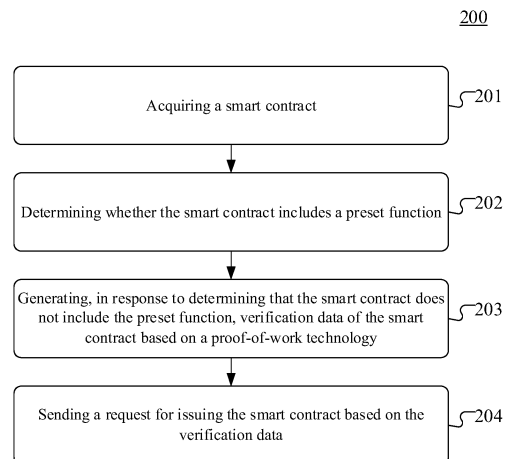 200
Acquiring a smart contract
201
Determining whether the smart contract includes a preset function
202
Generating, in response to determining that the smart contract does
not include the preset function, verification data of the smart
contract based on a proof-of-work technology
203
Sending a request for issuing the smart contract based on the
verification data
204